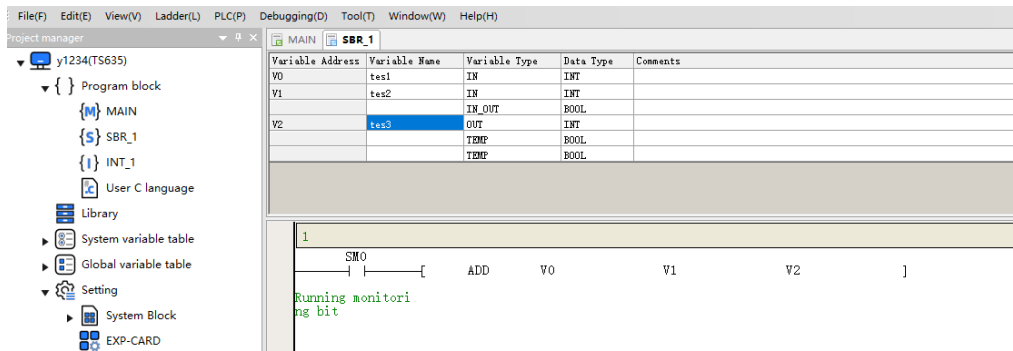 File(F) Edit(E) View(V) Ladder(L) PLC(P) Debugging(D) Tool(T) Window(W) Help(H)
Project manager
y1234(TS635)
Program block
{M} MAIN
{S} SBR_1
{I} INT_1
.c User C language
Library
System variable table
Global variable table
Setting
System Block
EXP-CARD
MAIN SBR_1
Variable Address Variable Name Variable Type Data Type Comments
V0 tes1 IN INT
V1 tes2 IN INT
IN_OUT BOOL
V2 tes3 OUT INT
TEMP BOOL
TEMP BOOL
1
SM0
[ ADD V0 V1 V2 ]
Running monitori
ng bit